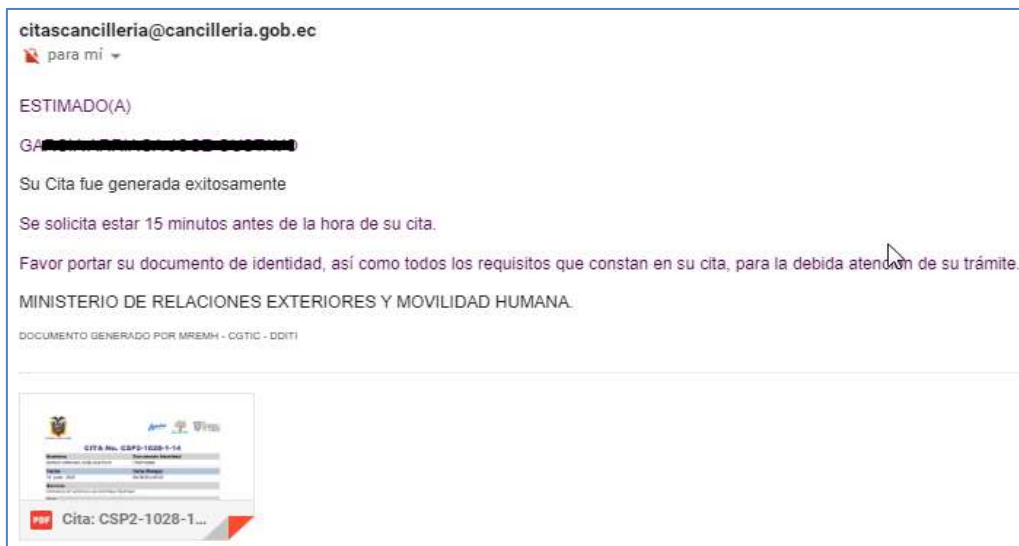 citascancilleria@cancilleria.gob.ec
para mí
ESTIMADO(A)
Su Cita fue generada exitosamente
Se solicita estar 15 minutos antes de la hora de su cita.
Favor portar su documento de identidad, así como todos los requisitos que constan en su cita, para la debida atención de su trámite.
MINISTERIO DE RELACIONES EXTERIORES Y MOVILIDAD HUMANA.
DOCUMENTO GENERADO POR MREMH - CGTIC - DDITI
CITA No. CSP2-1028-1-14
PDF Cita: CSP2-1028-1...